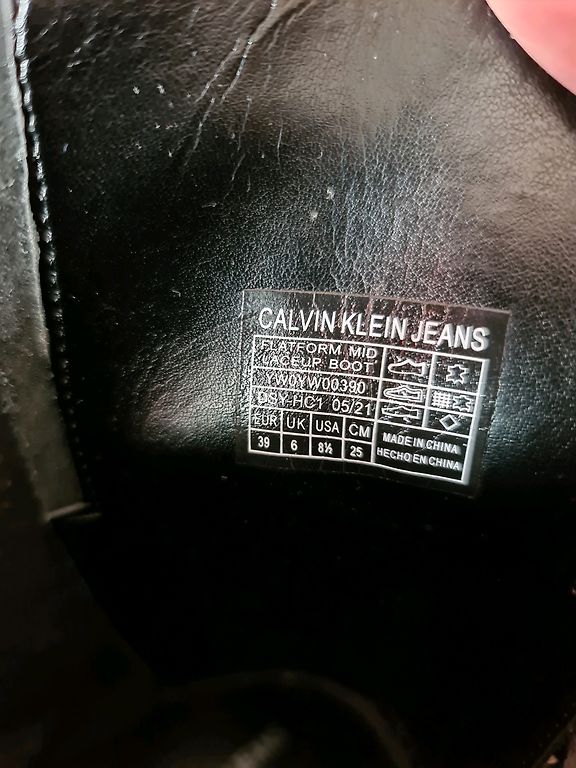 CALVIN KLEIN JEANS
FLATFORM MID
LACEUP BOOT
YW0YW00390
DSY-HC1 05/21
EUR UK USA CM
39 6 8½ 25
MADE IN CHINA
HECHO EN CHINA